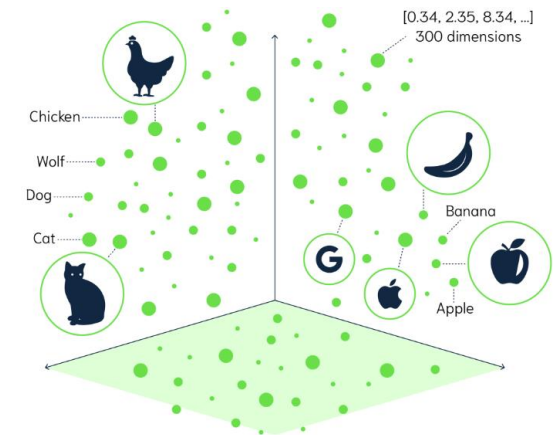 [0.34, 2.35, 8.34, ...]
300 dimensions
Chicken
Wolf
Dog
Cat
G
Banana
Apple